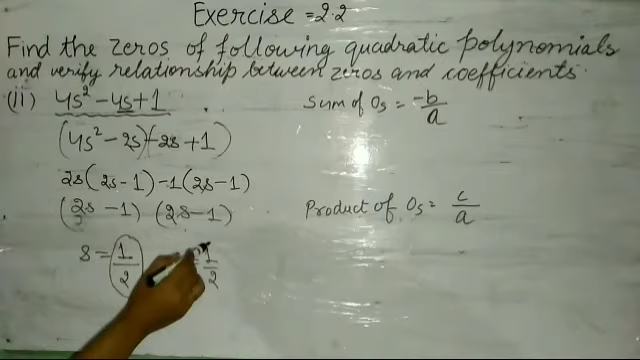 Exercise = 2.2
Find the zeros of following quadratic polynomials
and verify relationship between zeros and coefficients.
(ii) 4s² - 4s + 1
(4s² - 2s)(-2s + 1)
2s(2s-1) -1(2s-1)
(2s - 1) (2s - 1)
s = 1/2 = 1/2
Sum of 0s = -b/a
Product of 0s = c/a